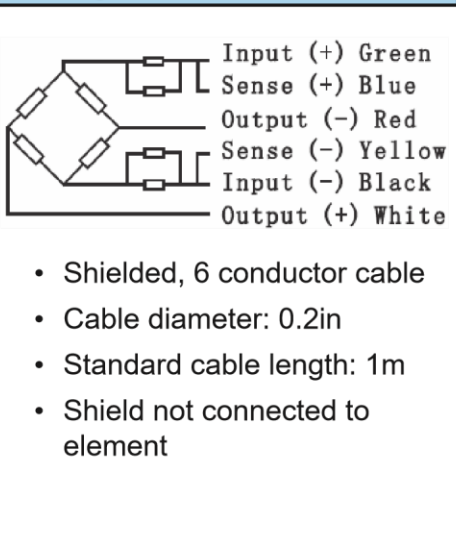 Input (+) Green
Sense (+) Blue
Output (-) Red
Sense (-) Yellow
Input (-) Black
Output (+) White
• Shielded, 6 conductor cable
• Cable diameter: 0.2in
• Standard cable length: 1m
• Shield not connected to
element